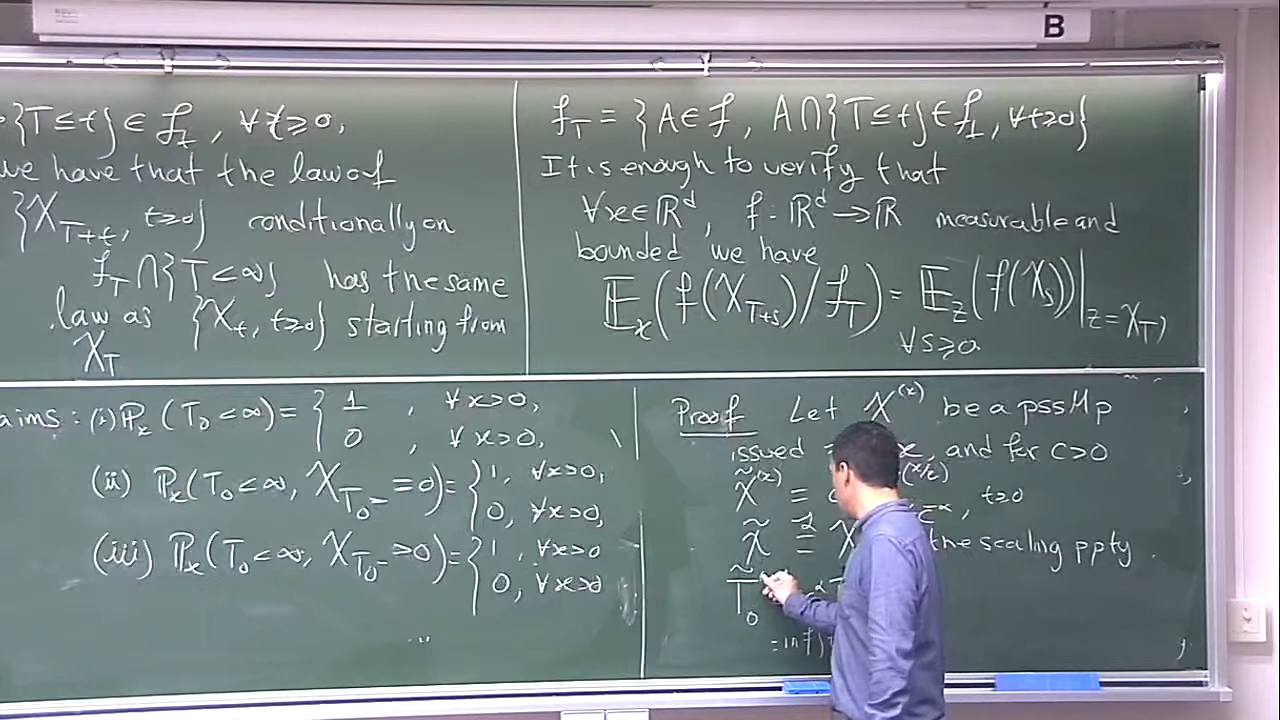 B
{T ≤ t} ∈ f_t, ∀ t ≥ 0,
we have that the law of
{X_{T+t}, t ≥ 0} conditionally on
f_T ∩ {T < ∞} has the same
law as {X_t, t ≥ 0} starting from
X_T
f_T = {A ∈ f, A ∩ {T ≤ t} ∈ f_t, ∀ t ≥ 0}
It is enough to verify that
∀x ∈ ℝ^d, f: ℝ^d → ℝ measurable and
bounded we have
𝔼_x(f(X_{T+s}) / f_T) = 𝔼_z(f(X_s))|_{z = X_T}
∀ s ≥ 0.
aims: (i) ℙ_x(T_0 < ∞) = { 1, ∀x>0,
0, ∀x>0,
(ii) ℙ_x(T_0 < ∞, X_{T_0-} = 0) = { 1, ∀x>0,
0, ∀x>0,
(iii) ℙ_x(T_0 < ∞, X_{T_0-} > 0) = { 1, ∀x>0
0, ∀x>0
Proof Let X^{(x)} be a pssMp
issued x, and for c>0
X̃^{(x)} ≡ (x/c) c^{-α}, t ≥ 0
X̃ = X the scaling ppty.
T̃_0
= inf{